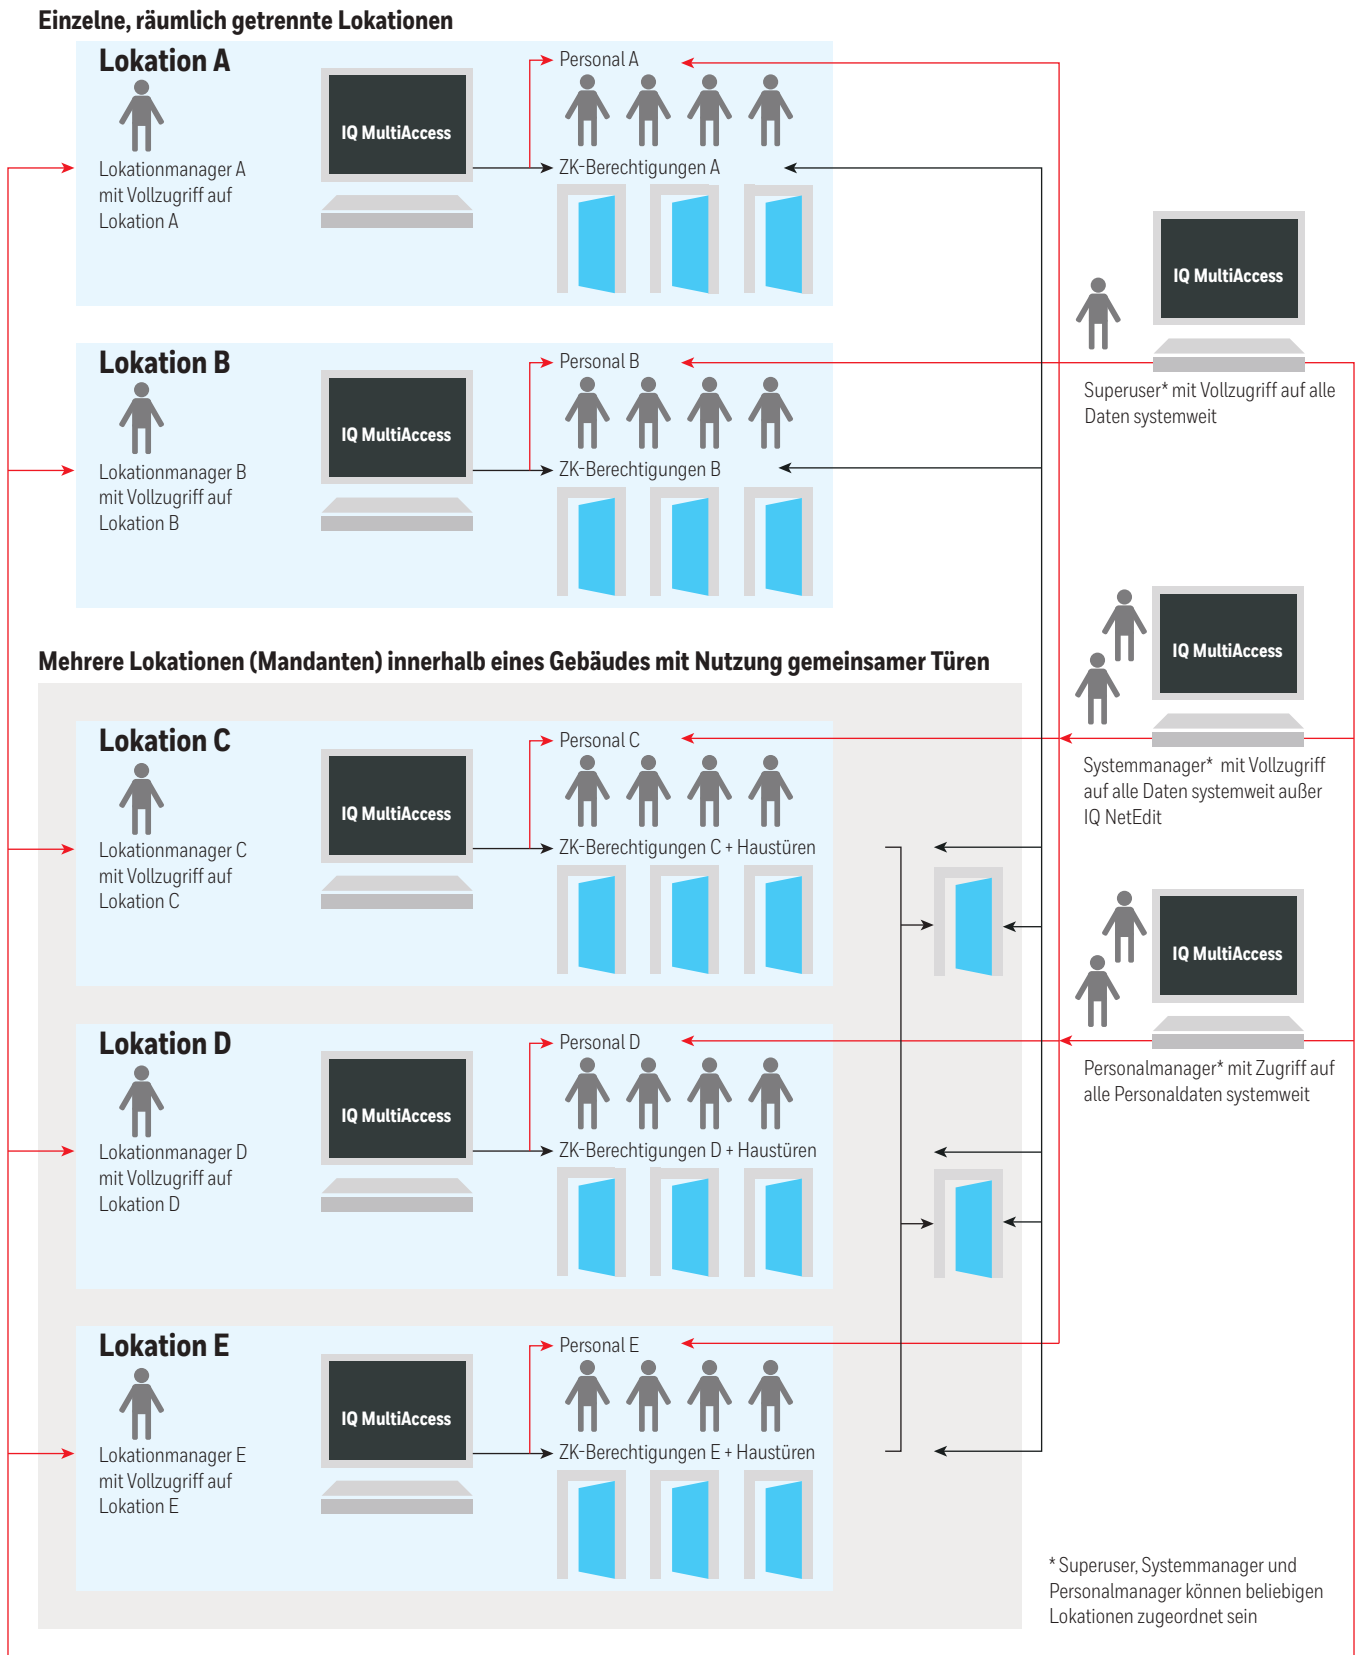 Einzelne, räumlich getrennte Lokationen
Lokation A
Lokationmanager A
mit Vollzugriff auf
Lokation A
IQ MultiAccess
Personal A
ZK-Berechtigungen A
Lokation B
Lokationmanager B
mit Vollzugriff auf
Lokation B
IQ MultiAccess
Personal B
ZK-Berechtigungen B
IQ MultiAccess
Superuser* mit Vollzugriff auf alle
Daten systemweit
Mehrere Lokationen (Mandanten) innerhalb eines Gebäudes mit Nutzung gemeinsamer Türen
Lokation C
Lokationmanager C
mit Vollzugriff auf
Lokation C
IQ MultiAccess
Personal C
ZK-Berechtigungen C + Haustüren
IQ MultiAccess
Systemmanager* mit Vollzugriff
auf alle Daten systemweit außer
IQ NetEdit
Lokation D
Lokationmanager D
mit Vollzugriff auf
Lokation D
IQ MultiAccess
Personal D
ZK-Berechtigungen D + Haustüren
IQ MultiAccess
Personalmanager* mit Zugriff auf
alle Personaldaten systemweit
Lokation E
Lokationmanager E
mit Vollzugriff auf
Lokation E
IQ MultiAccess
Personal E
ZK-Berechtigungen E + Haustüren
* Superuser, Systemmanager und
Personalmanager können beliebigen
Lokationen zugeordnet sein